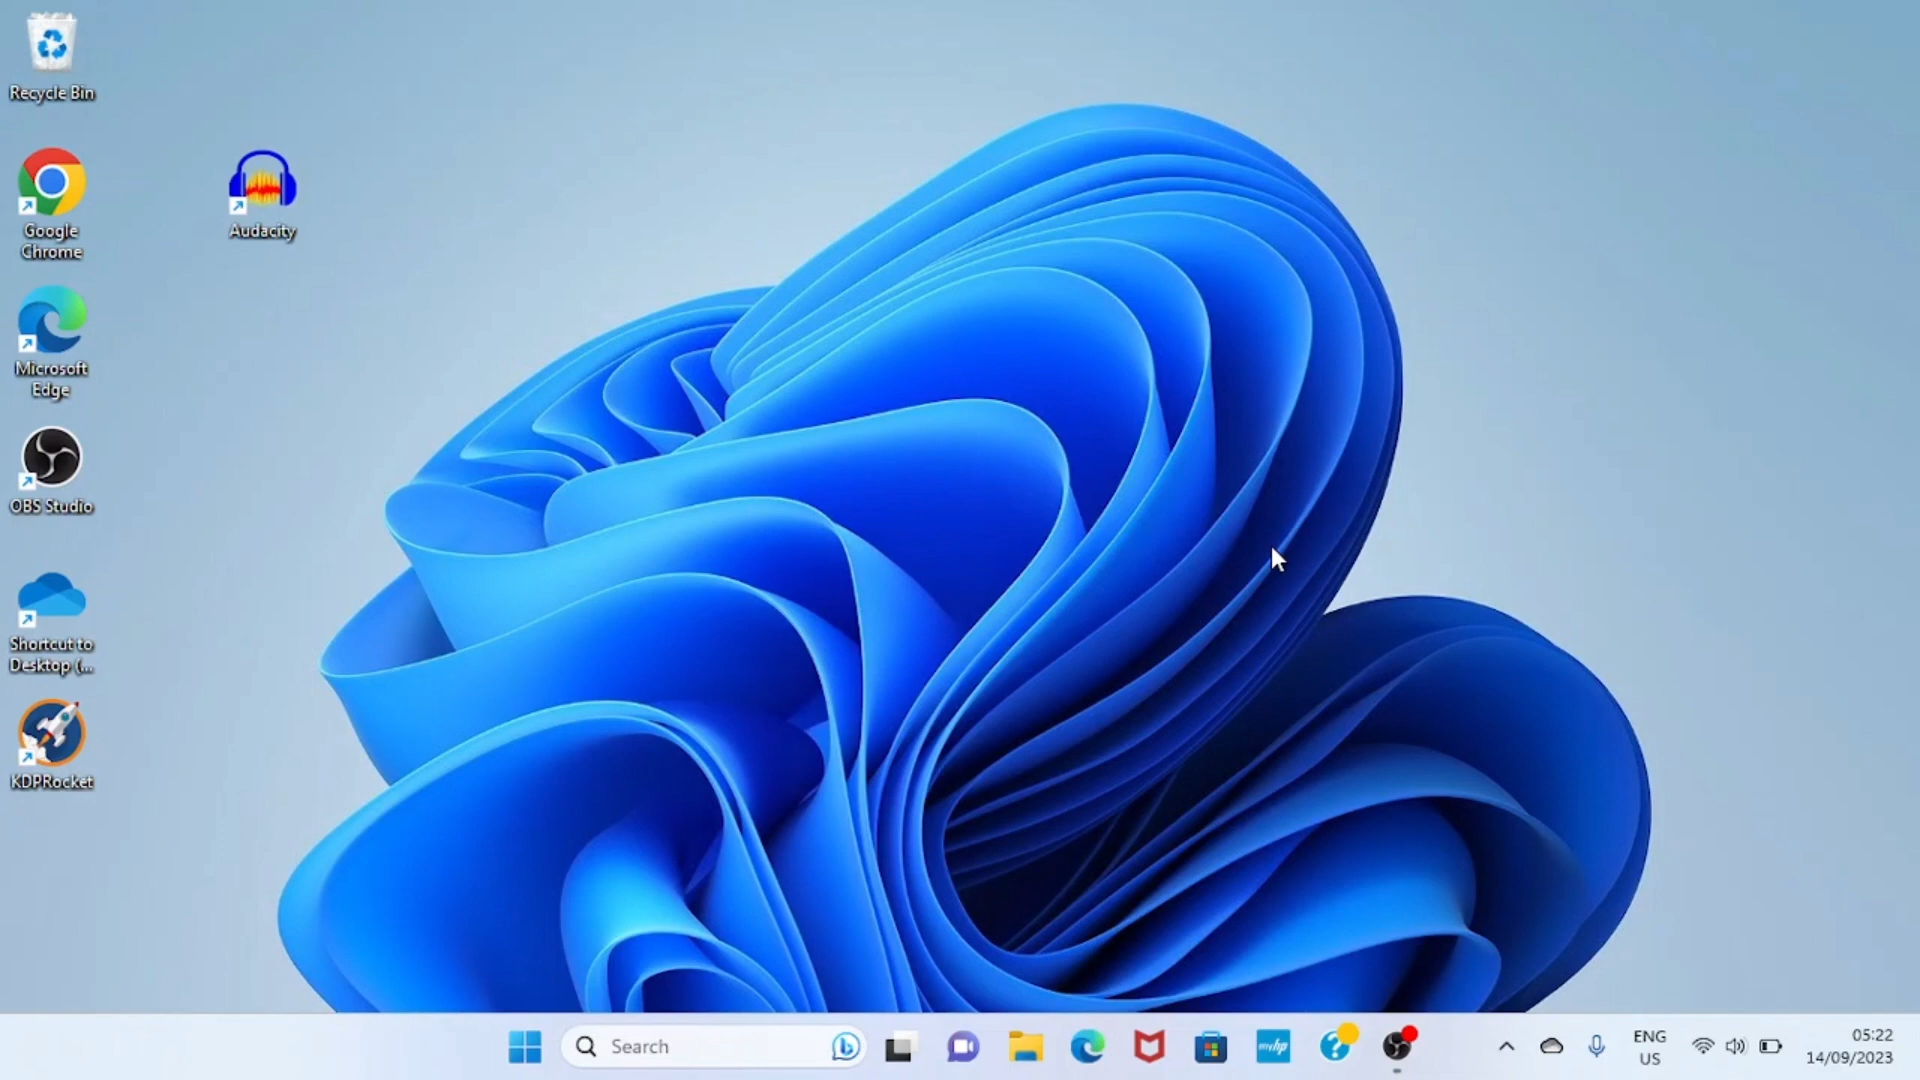 Recycle Bin
Google
Chrome
Audacity
Microsoft
Edge
OBS Studio
Shortcut to
Desktop (...
KDPRocket
Search
myhp
ENG
US
05:22
14/09/2023